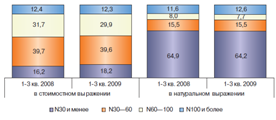 12,4 12,3 11,6 12,6
31,7 29,9 8,0 7,7
39,7 39,6 15,5 15,5
16,2 16,2 64,9 64,2
1-3 кв. 2008 1-3 кв. 2009 1-3 кв. 2008 1-3 кв. 2009
в стоимостном выражении в натуральном выражении
N30 и менее N30—60 N60—100 N100 и более